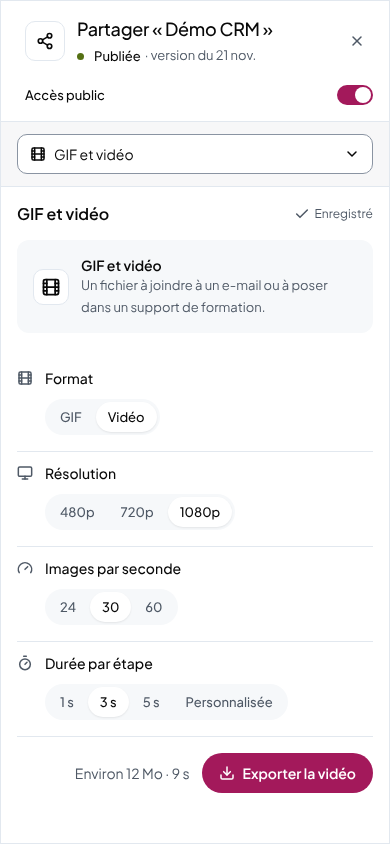 Partager « Démo CRM »
Publiée · version du 21 nov.
Accès public
GIF et vidéo
GIF et vidéo
Enregistré
GIF et vidéo
Un fichier à joindre à un e-mail ou à poser
dans un support de formation.
Format
GIF Vidéo
Résolution
480p 720p 1080p
Images par seconde
24 30 60
Durée par étape
1 s 3 s 5 s Personnalisée
Environ 12 Mo · 9 s
Exporter la vidéo